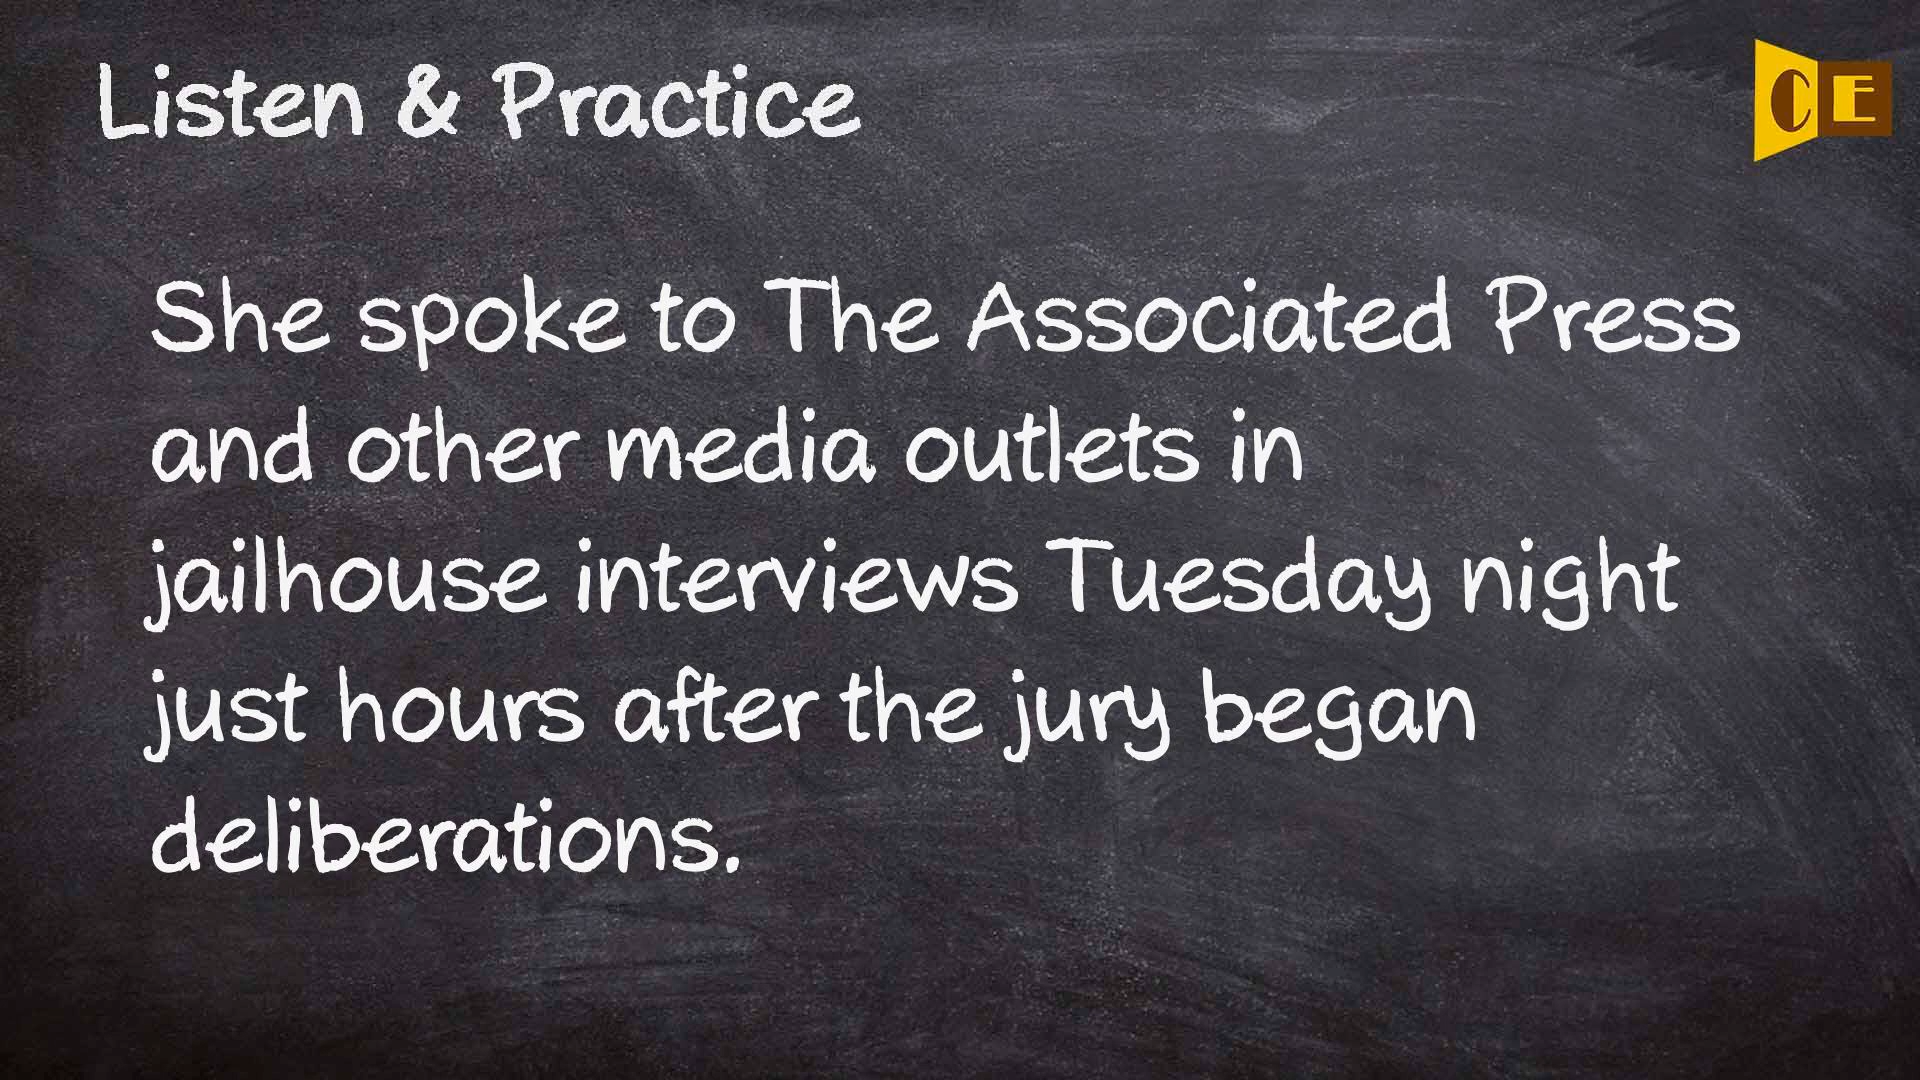 Listen & Practice
CE
She spoke to The Associated Press
and other media outlets in
jailhouse interviews Tuesday night
just hours after the jury began
deliberations.